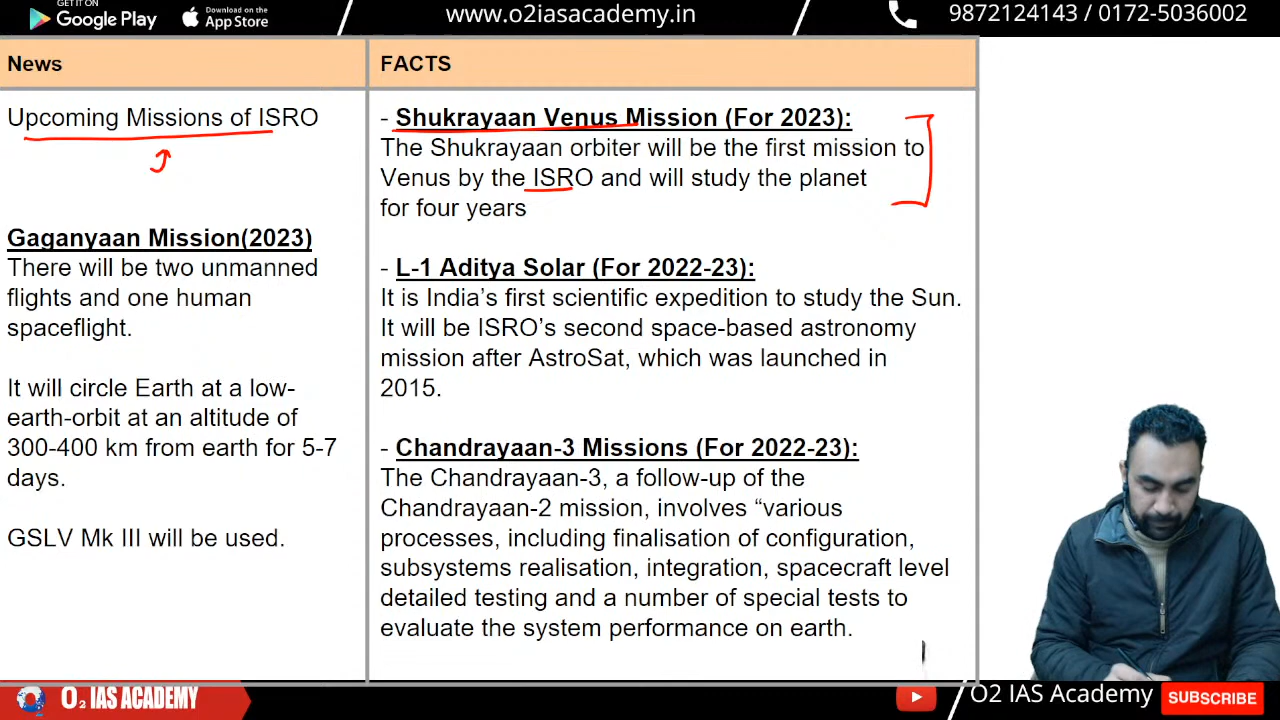 GET IT ON
Google Play
Download on the
App Store
www.o2iasacademy.in
9872124143 / 0172-5036002
News
FACTS
Upcoming Missions of ISRO
Gaganyaan Mission(2023)
There will be two unmanned
flights and one human
spaceflight.
It will circle Earth at a low-
earth-orbit at an altitude of
300-400 km from earth for 5-7
days.
GSLV Mk III will be used.
- Shukrayaan Venus Mission (For 2023):
The Shukrayaan orbiter will be the first mission to
Venus by the ISRO and will study the planet
for four years
- L-1 Aditya Solar (For 2022-23):
It is India’s first scientific expedition to study the Sun.
It will be ISRO’s second space-based astronomy
mission after AstroSat, which was launched in
2015.
- Chandrayaan-3 Missions (For 2022-23):
The Chandrayaan-3, a follow-up of the
Chandrayaan-2 mission, involves “various
processes, including finalisation of configuration,
subsystems realisation, integration, spacecraft level
detailed testing and a number of special tests to
evaluate the system performance on earth.
O₂ IAS ACADEMY
O2 IAS Academy
SUBSCRIBE